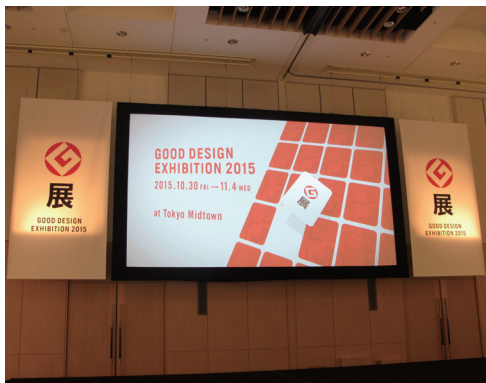 展
GOOD DESIGN
EXHIBITION 2015
GOOD DESIGN
EXHIBITION 2015
2015.10.30 FRI — 11.4 WED
at Tokyo Midtown
展
展
GOOD DESIGN
EXHIBITION 2015